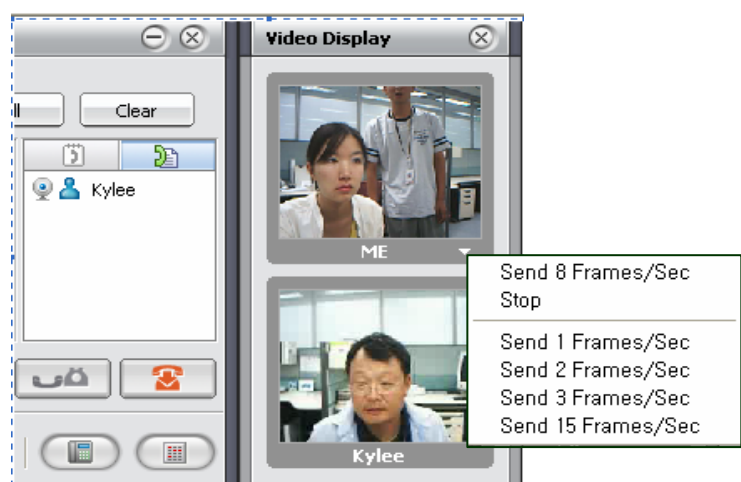 Video Display
Clear
Kylee
ME
Send 8 Frames/Sec
Stop
Send 1 Frames/Sec
Send 2 Frames/Sec
Send 3 Frames/Sec
Send 15 Frames/Sec
Kylee